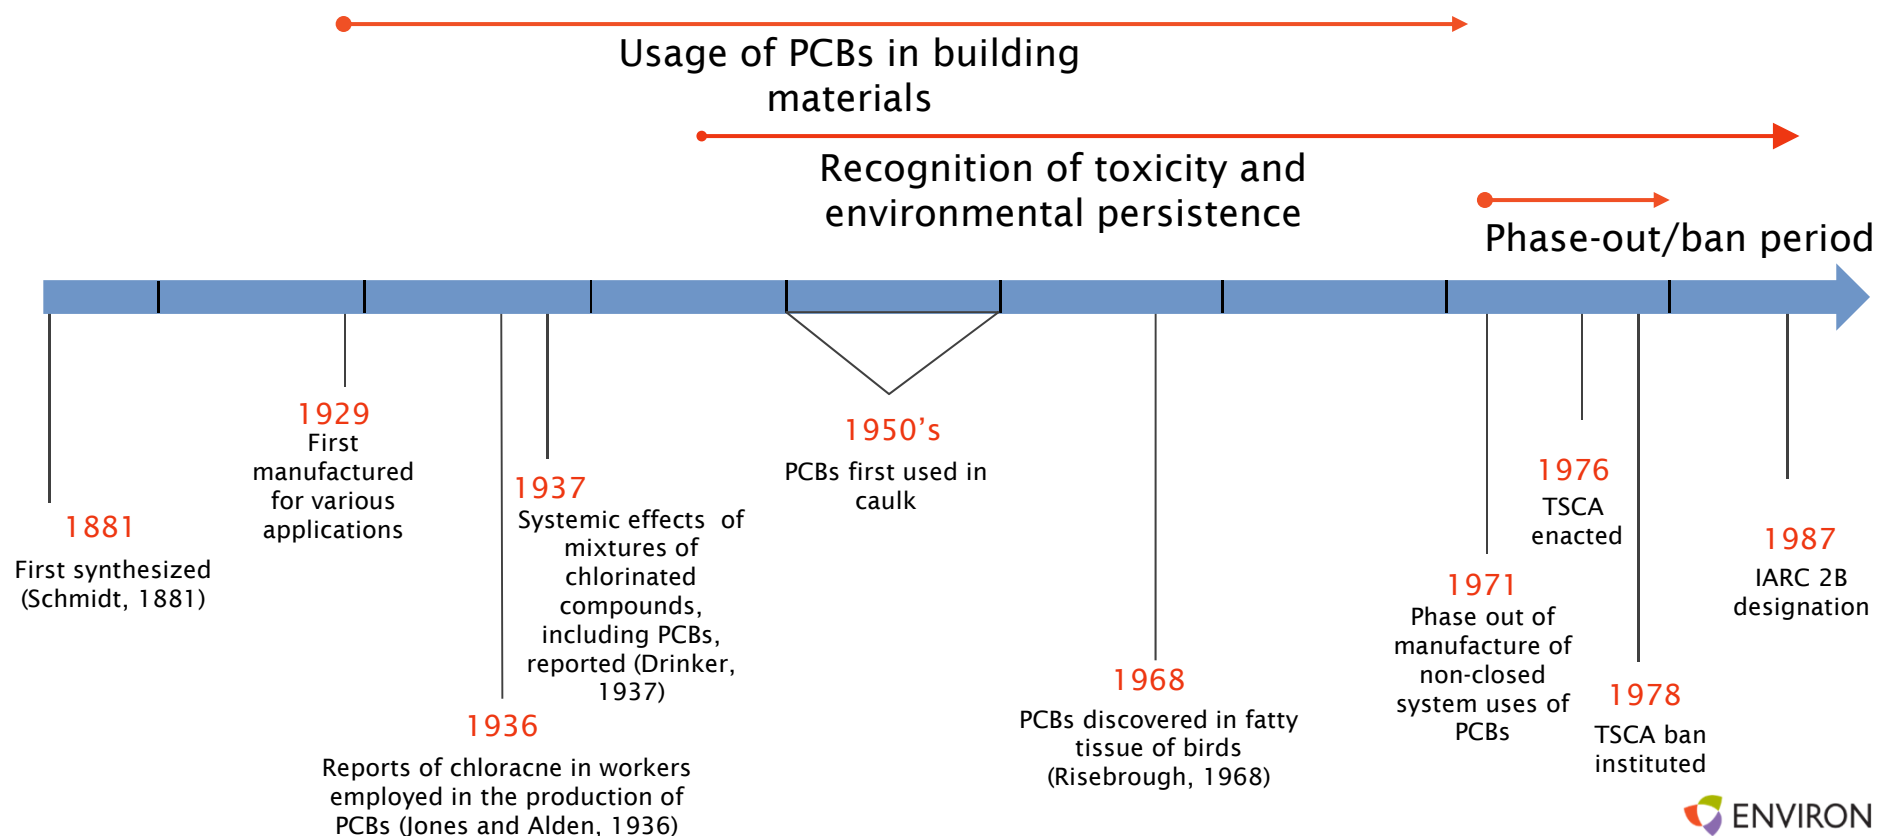 Usage of PCBs in building
materials
Recognition of toxicity and
environmental persistence
Phase-out/ban period
1881
First synthesized
(Schmidt, 1881)
1929
First
manufactured
for various
applications
1936
Reports of chloracne in workers
employed in the production of
PCBs (Jones and Alden, 1936)
1937
Systemic effects of
mixtures of
chlorinated
compounds,
including PCBs,
reported (Drinker,
1937)
1950's
PCBs first used in
caulk
1968
PCBs discovered in fatty
tissue of birds
(Risebrough, 1968)
1971
Phase out of
manufacture of
non-closed
system uses of
PCBs
1976
TSCA
enacted
1978
TSCA ban
instituted
1987
IARC 2B
designation
ENVIRON